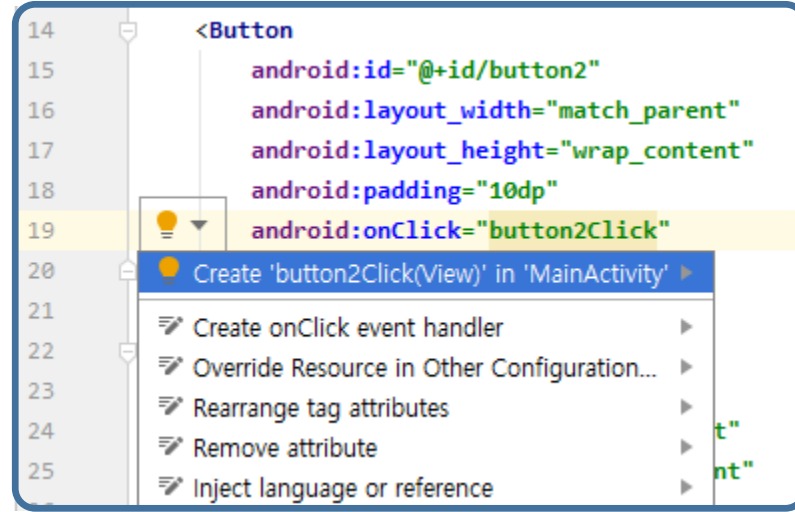 14 <Button
15 android:id="@+id/button2"
16 android:layout_width="match_parent"
17 android:layout_height="wrap_content"
18 android:padding="10dp"
19 android:onClick="button2Click"
20 Create 'button2Click(View)' in 'MainActivity'
21
Create onClick event handler
22 Override Resource in Other Configuration...
23 Rearrange tag attributes
24 t"
Remove attribute
25 nt"
Inject language or reference